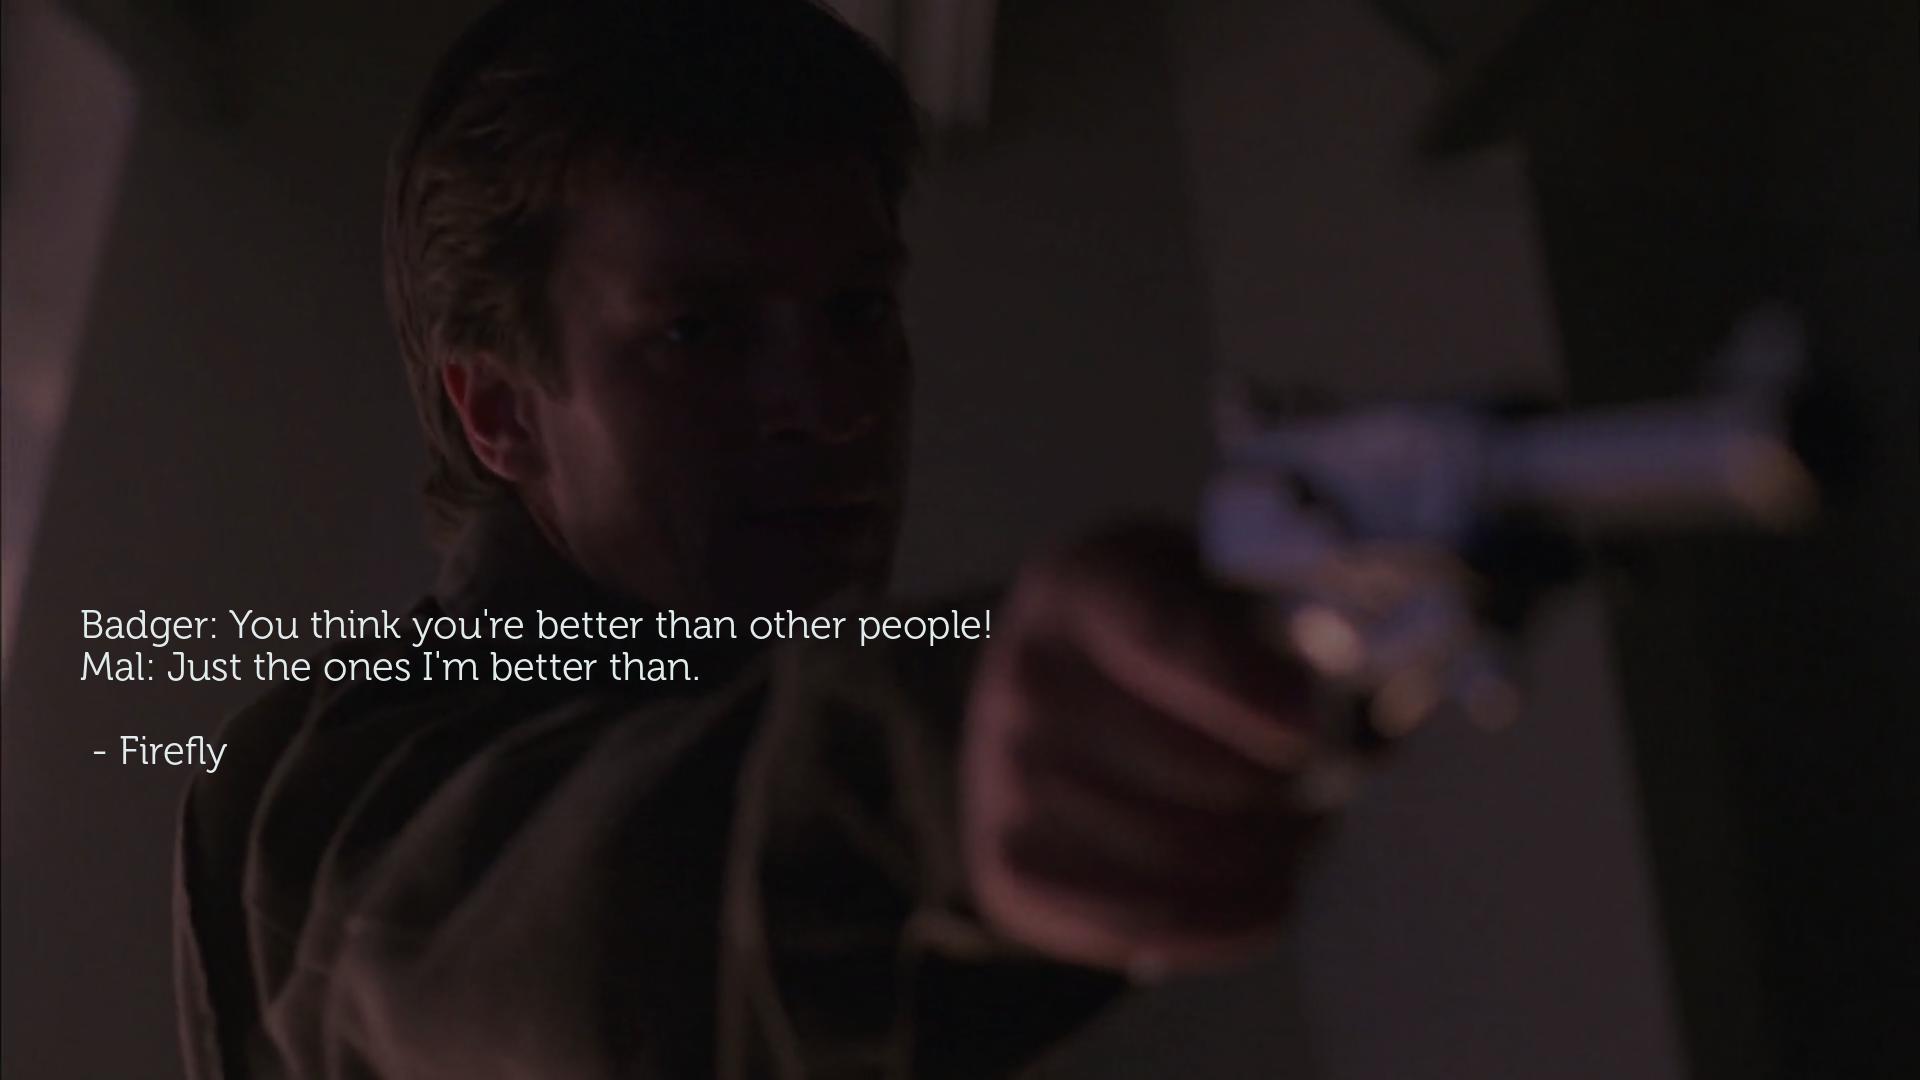 Badger: You think you're better than other people!
Mal: Just the ones I'm better than.
- Firefly